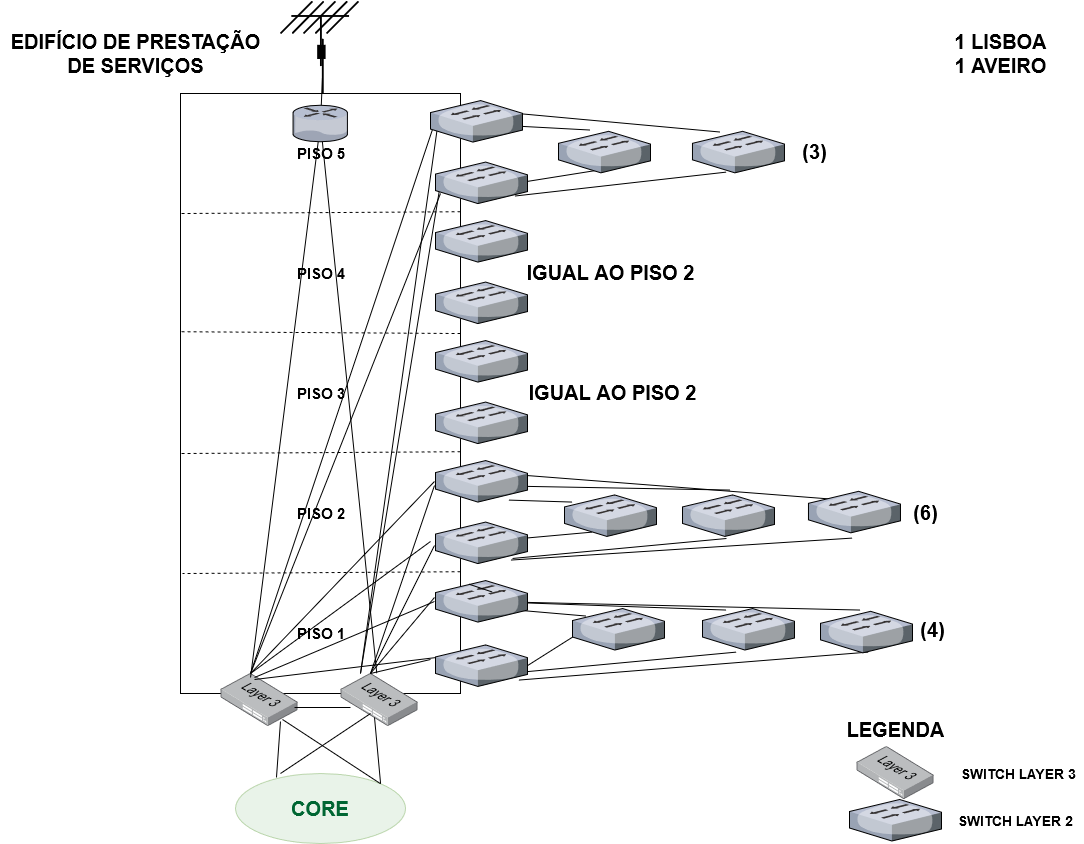 EDIFÍCIO DE PRESTAÇÃO
DE SERVIÇOS
1 LISBOA
1 AVEIRO
PISO 5
(3)
PISO 4
IGUAL AO PISO 2
PISO 3
IGUAL AO PISO 2
PISO 2
(6)
PISO 1
(4)
Layer 3
Layer 3
CORE
LEGENDA
Layer 3
SWITCH LAYER 3
SWITCH LAYER 2